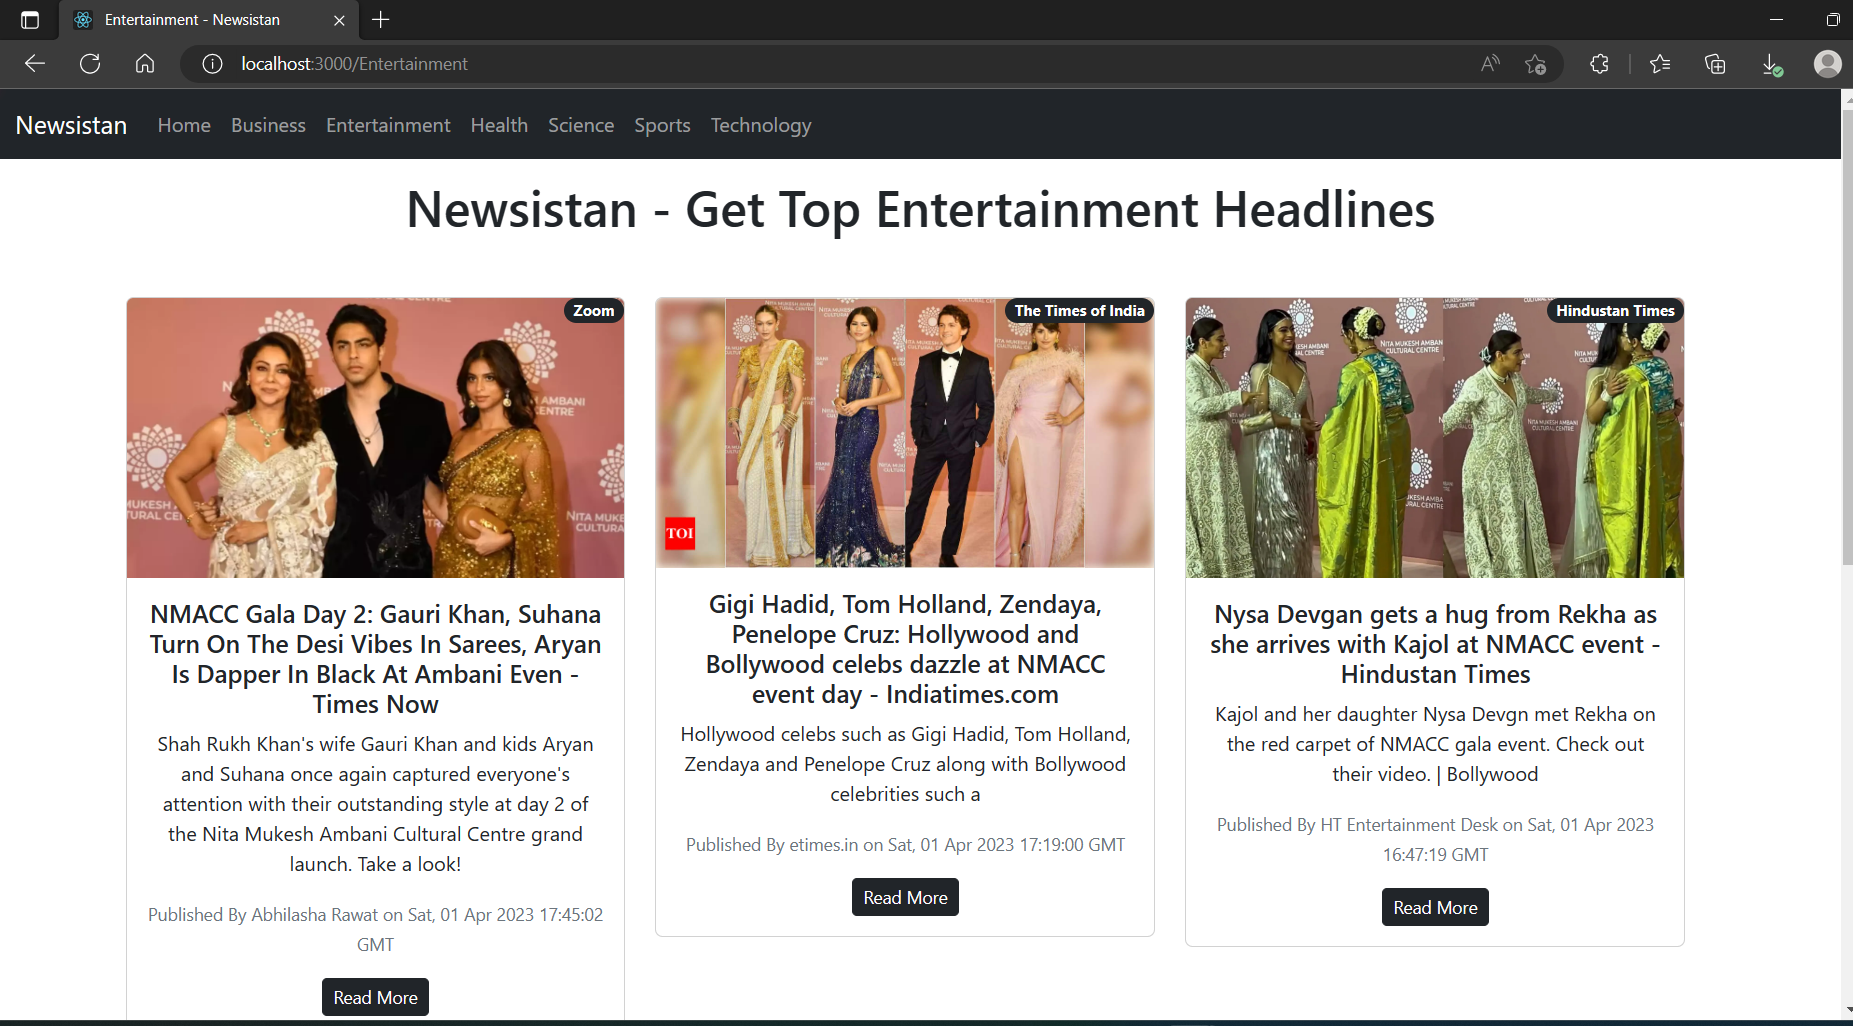 Entertainment - Newsistan
localhost:3000/Entertainment
Newsistan Home Business Entertainment Health Science Sports Technology
Newsistan - Get Top Entertainment Headlines
Zoom
NMACC Gala Day 2: Gauri Khan, Suhana
Turn On The Desi Vibes In Sarees, Aryan
Is Dapper In Black At Ambani Even -
Times Now
Shah Rukh Khan's wife Gauri Khan and kids Aryan
and Suhana once again captured everyone's
attention with their outstanding style at day 2 of
the Nita Mukesh Ambani Cultural Centre grand
launch. Take a look!
Published By Abhilasha Rawat on Sat, 01 Apr 2023 17:45:02
GMT
Read More
The Times of India
TOI
Gigi Hadid, Tom Holland, Zendaya,
Penelope Cruz: Hollywood and
Bollywood celebs dazzle at NMACC
event day - Indiatimes.com
Hollywood celebs such as Gigi Hadid, Tom Holland,
Zendaya and Penelope Cruz along with Bollywood
celebrities such a
Published By etimes.in on Sat, 01 Apr 2023 17:19:00 GMT
Read More
Hindustan Times
NITA MUKESH AMBANI
CULTURAL CENTRE
Nysa Devgan gets a hug from Rekha as
she arrives with Kajol at NMACC event -
Hindustan Times
Kajol and her daughter Nysa Devgn met Rekha on
the red carpet of NMACC gala event. Check out
their video. | Bollywood
Published By HT Entertainment Desk on Sat, 01 Apr 2023
16:47:19 GMT
Read More